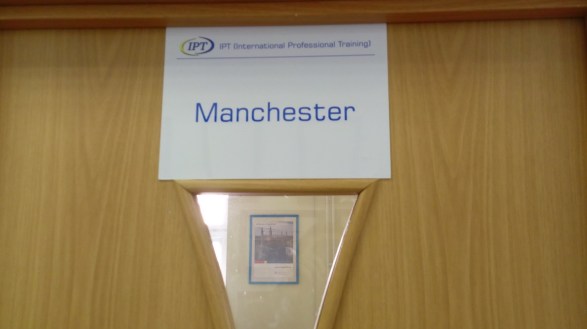 IPT IPT (International Professional Training)
Manchester